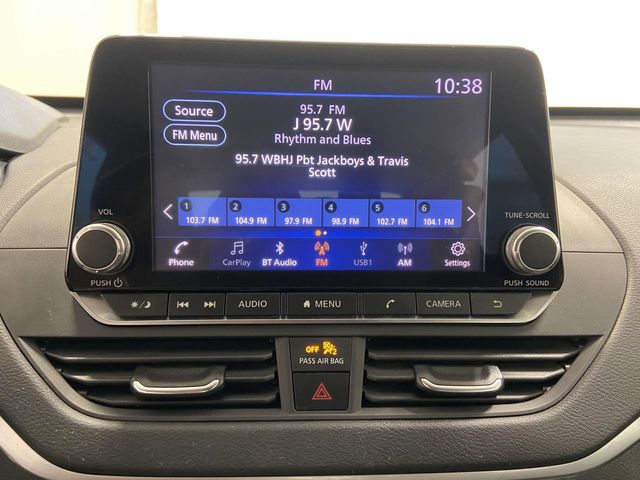 FM
10:38
Source
FM Menu
95.7 FM
J 95.7 W
Rhythm and Blues
95.7 WBHJ Pbt Jackboys & Travis
Scott
1 2 3 4 5 6
103.7 FM 104.9 FM 97.9 FM 98.9 FM 102.7 FM 104.1 FM
Phone CarPlay BT Audio FM USB1 AM Settings
VOL
PUSH
TUNE-SCROLL
PUSH SOUND
AUDIO MENU CAMERA
OFF 2
PASS AIR BAG